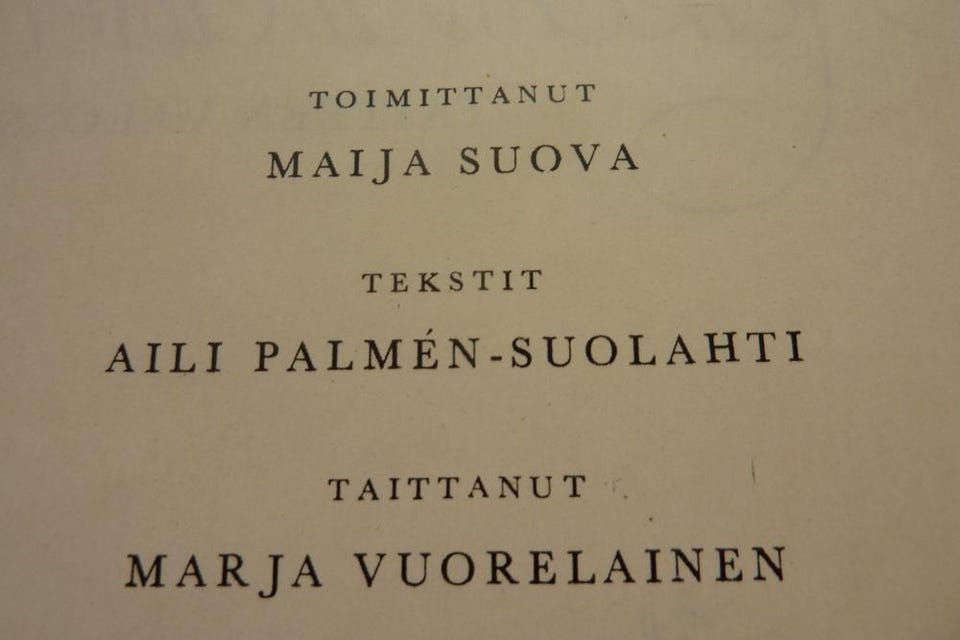 TOIMITTANUT
MAIJA SUOVA
TEKSTIT
AILI PALMÉN-SUOLAHTI
TAITTANUT
MARJA VUORELAINEN